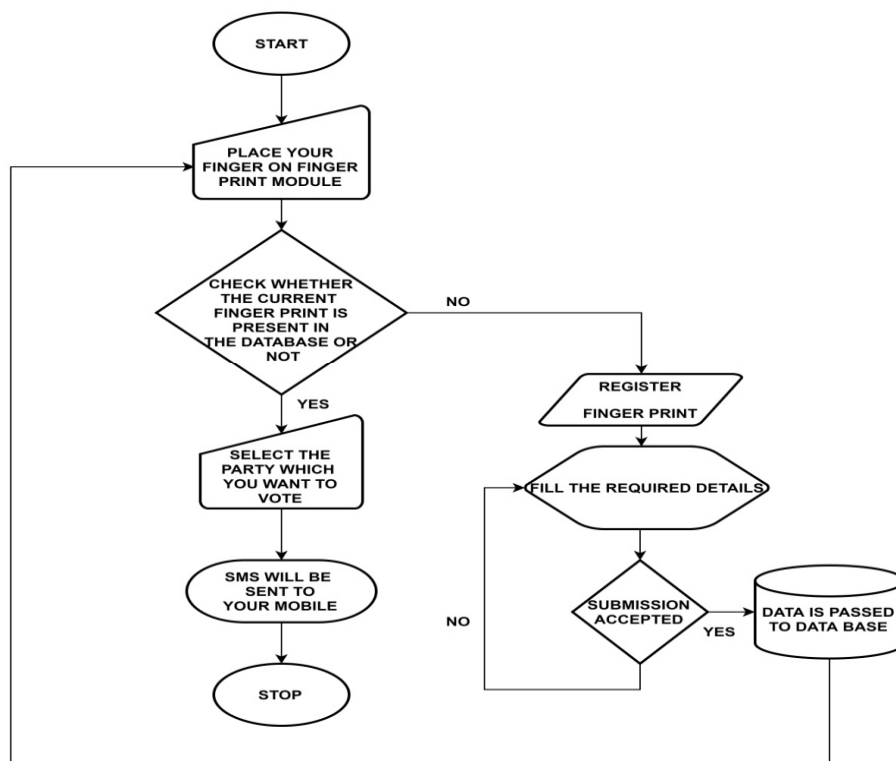 START
PLACE YOUR
FINGER ON FINGER
PRINT MODULE
CHECK WHETHER
THE CURRENT
FINGER PRINT IS
PRESENT IN
THE DATABASE OR
NOT
NO
YES
REGISTER
FINGER PRINT
SELECT THE
PARTY WHICH
YOU WANT TO
VOTE
FILL THE REQUIRED DETAILS
SMS WILL BE
SENT TO
YOUR MOBILE
SUBMISSION
ACCEPTED
NO
YES
DATA IS PASSED
TO DATA BASE
STOP